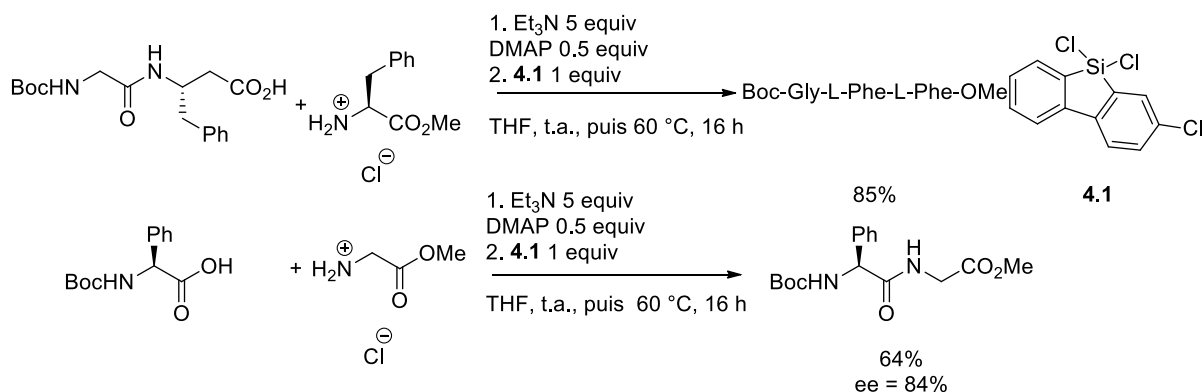 1. Et₃N 5 equiv
DMAP 0.5 equiv
2. 4.1 1 equiv
THF, t.a., puis 60 °C, 16 h
BocHN
O
H
N
CO₂H
Ph
+
Ph
⊕
H₂N
CO₂Me
Cl
⊖
Boc-Gly-L-Phe-L-Phe-OMe
85%
Cl
Si
Cl
Cl
4.1
1. Et₃N 5 equiv
DMAP 0.5 equiv
2. 4.1 1 equiv
THF, t.a., puis 60 °C, 16 h
Ph
BocHN
OH
O
+
⊕
H₂N
OMe
O
Cl
⊖
Ph
BocHN
H
N
O
CO₂Me
64%
ee = 84%